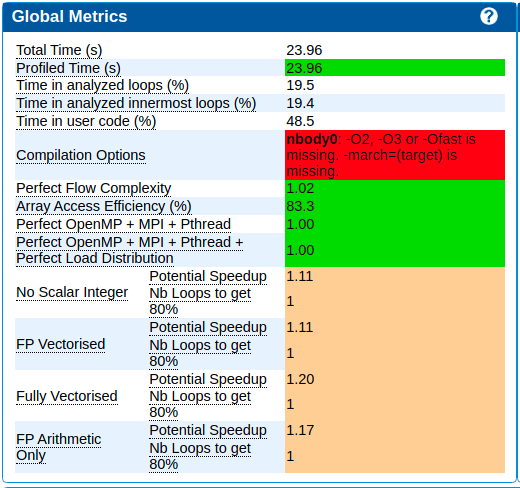 Global Metrics ?
Total Time (s) 23.96
Profiled Time (s) 23.96
Time in analyzed loops (%) 19.5
Time in analyzed innermost loops (%) 19.4
Time in user code (%) 48.5
Compilation Options nbody0: -O2, -O3 or -Ofast is
missing. -march=(target) is
missing.
Perfect Flow Complexity 1.02
Array Access Efficiency (%) 83.3
Perfect OpenMP + MPI + Pthread 1.00
Perfect OpenMP + MPI + Pthread +
Perfect Load Distribution 1.00
No Scalar Integer Potential Speedup 1.11
Nb Loops to get
80% 1
FP Vectorised Potential Speedup 1.11
Nb Loops to get
80% 1
Fully Vectorised Potential Speedup 1.20
Nb Loops to get
80% 1
FP Arithmetic
Only Potential Speedup 1.17
Nb Loops to get
80% 1